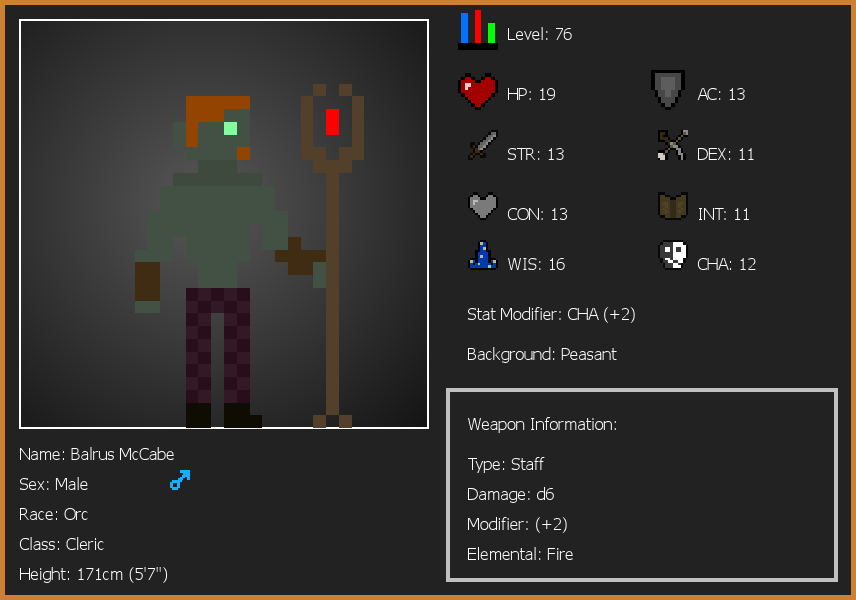 Level: 76
HP: 19
AC: 13
STR: 13
DEX: 11
CON: 13
INT: 11
WIS: 16
CHA: 12
Stat Modifier: CHA (+2)
Background: Peasant
Weapon Information:
Type: Staff
Damage: d6
Modifier: (+2)
Elemental: Fire
Name: Balrus McCabe
Sex: Male
Race: Orc
Class: Cleric
Height: 171cm (5'7")